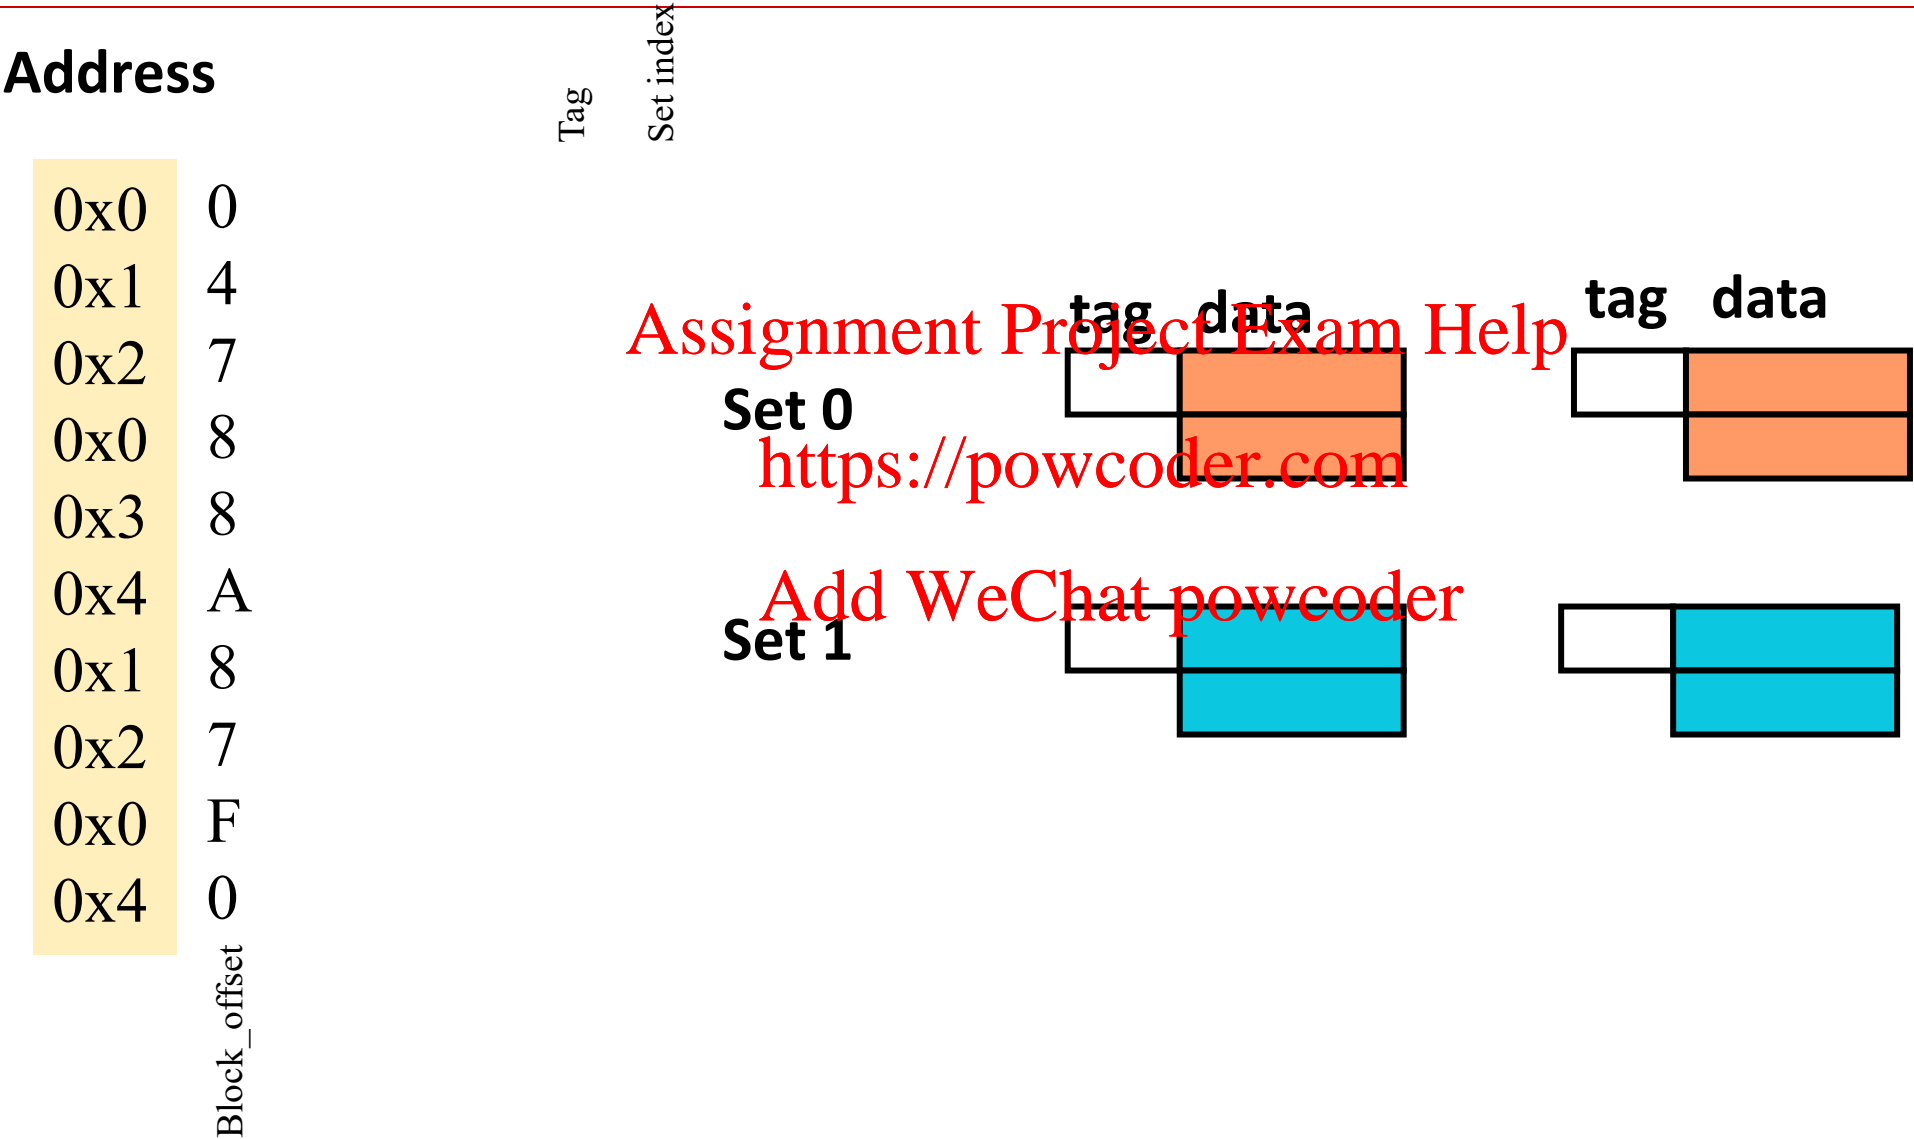 Address
Tag
Set index
0x0 0
0x1 4
0x2 7
0x0 8
0x3 8
0x4 A
0x1 8
0x2 7
0x0 F
0x4 0
Block_offset
tag data
tag data
Assignment Project Exam Help
Set 0
https://powcoder.com
Add WeChat powcoder
Set 1